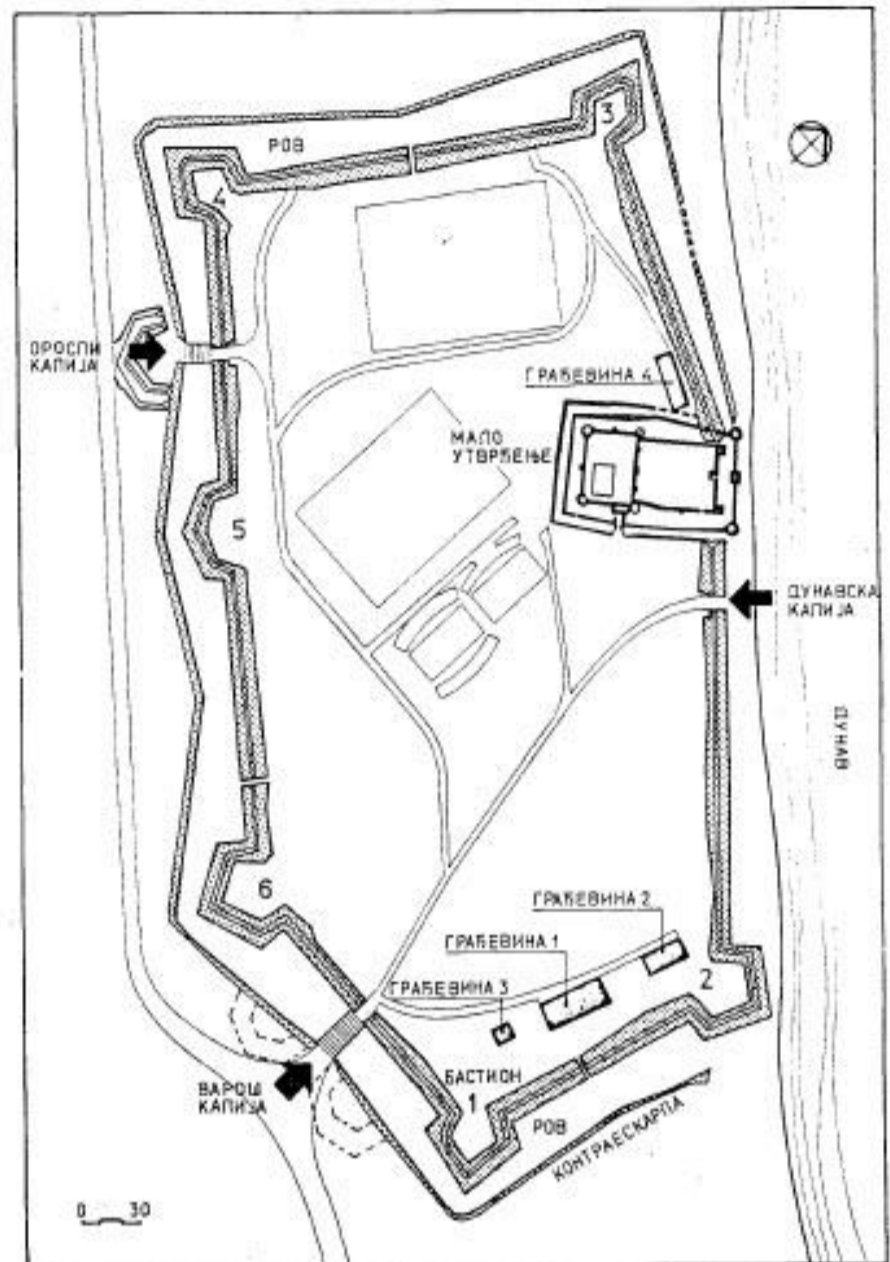 РОВ
3
4
ОРОСПИ
КАПИЈА
ГРАЂЕВИНА 4
МАЛО
УТВРЂЕЊЕ
5
ДУНАВСКА
КАПИЈА
ДУНАВ
6
ГРАЂЕВИНА 2
ГРАЂЕВИНА 1
ГРАЂЕВИНА 3
2
ВАРОШ
КАПИЈА
БАСТИОН
1
РОВ
КОНТРАЕСКАРПА
0 30